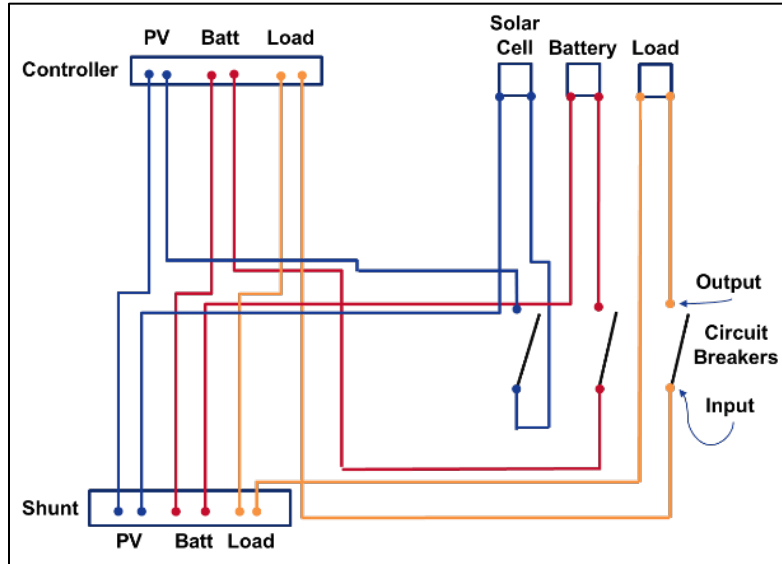 PV Batt Load
Controller
Solar
Cell Battery Load
Output
Circuit
Breakers
Input
Shunt
PV Batt Load